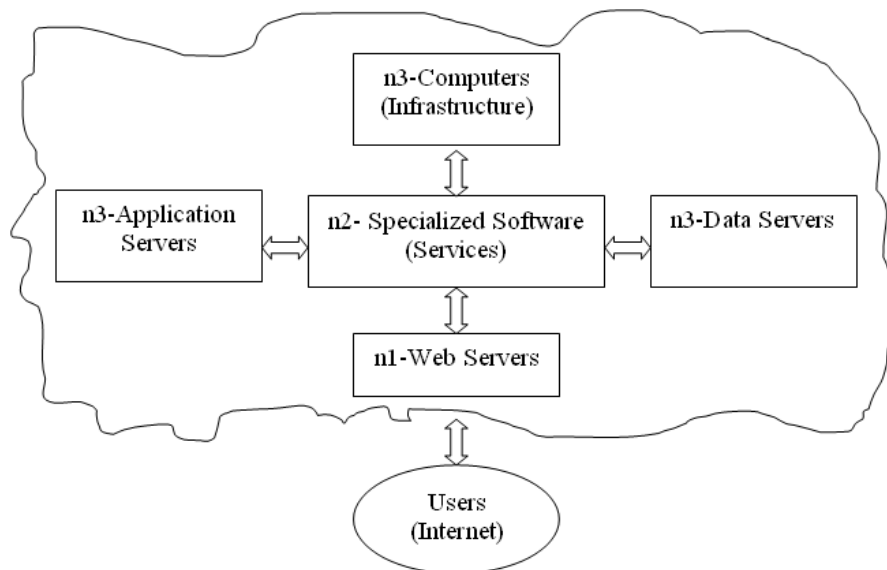 n3-Computers
(Infrastructure)
n3-Application
Servers
n2- Specialized Software
(Services)
n3-Data Servers
n1-Web Servers
Users
(Internet)